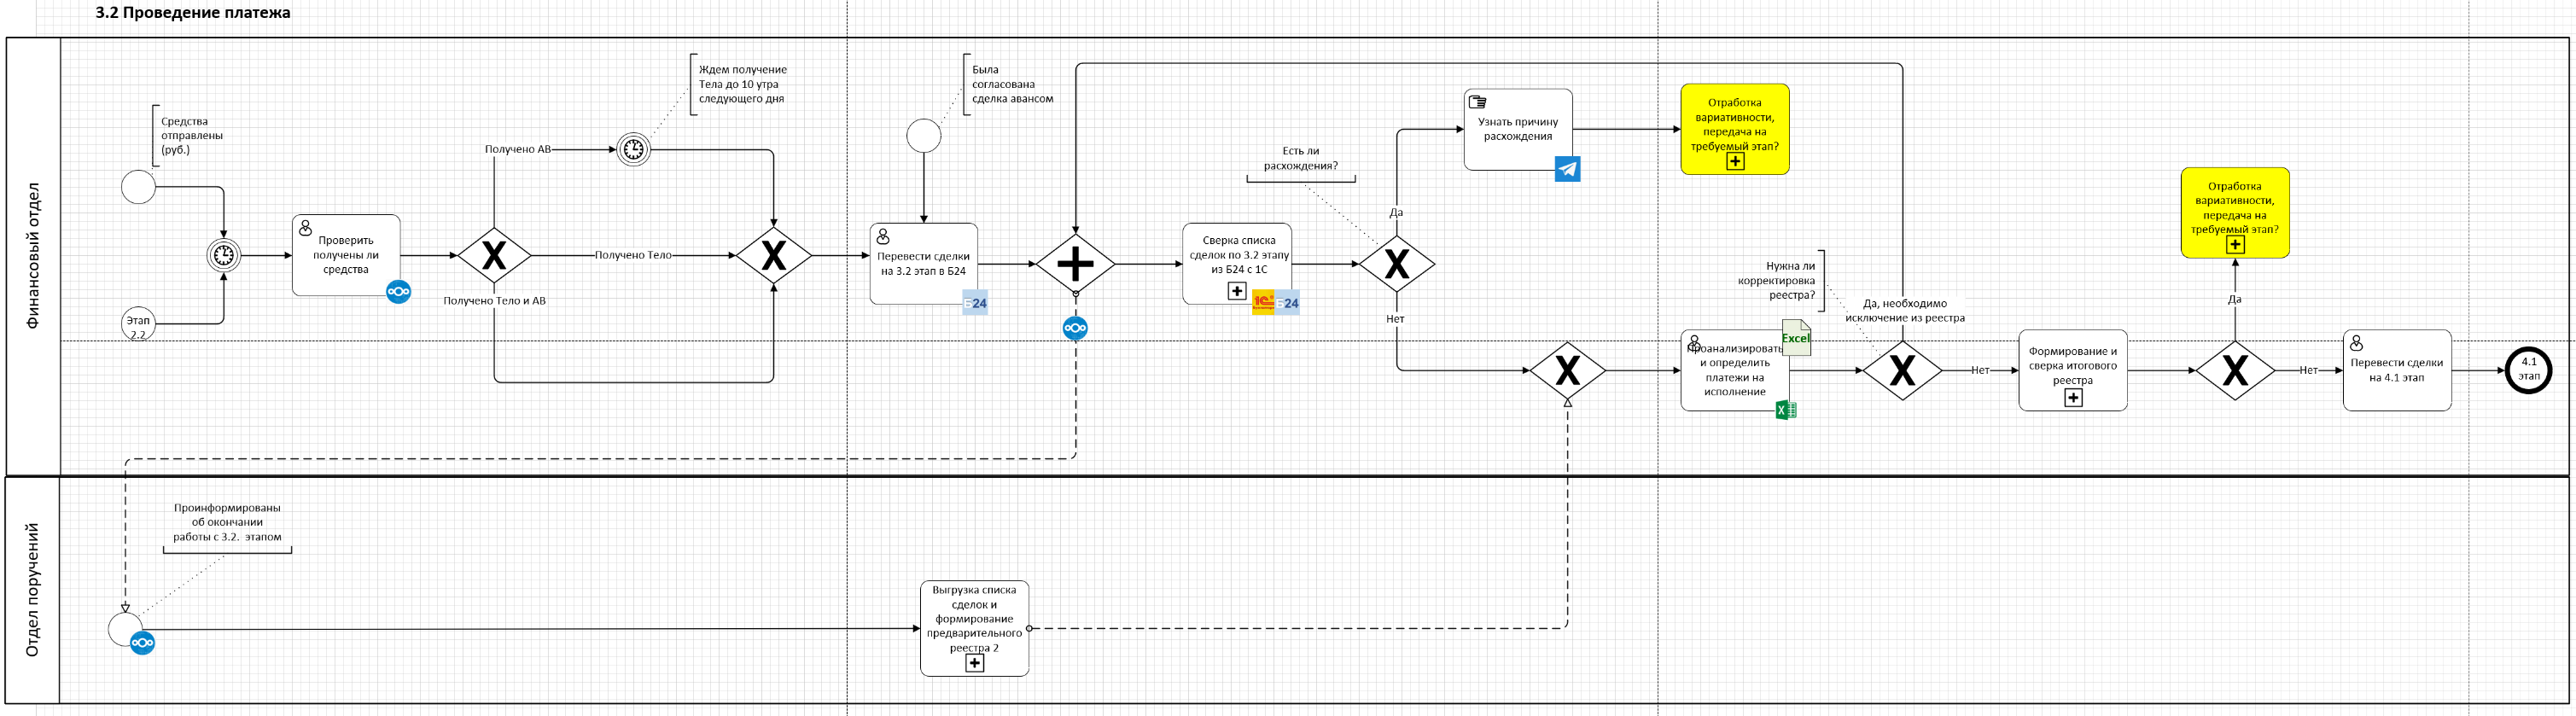 3.2 Проведение платежа
Финансовый отдел
Средства
отправлены
(руб.)
Этап
2.2
Проверить
получены ли
средства
Получено АВ
Получено Тело
Получено Тело и АВ
Ждем получение
Тела до 10 утра
следующего дня
Была
согласована
сделка авансом
Перевести сделки
на 3.2 этап в Б24
Б24
Сверка списка
сделок по 3.2 этапу
из Б24 с 1С
1С
Б24
Есть ли
расхождения?
Да
Нет
Узнать причину
расхождения
Отработка
вариативности,
передача на
требуемый этап?
Проанализировать
и определить
платежи на
исполнение
Excel
Нужна ли
корректировка
реестра?
Да, необходимо
исключение из реестра
Нет
Формирование и
сверка итогового
реестра
Отработка
вариативности,
передача на
требуемый этап?
Да
Нет
Перевести сделки
на 4.1 этап
4.1
этап
Отдел поручений
Проинформированы
об окончании
работы с 3.2. этапом
Выгрузка списка
сделок и
формирование
предварительного
реестра 2